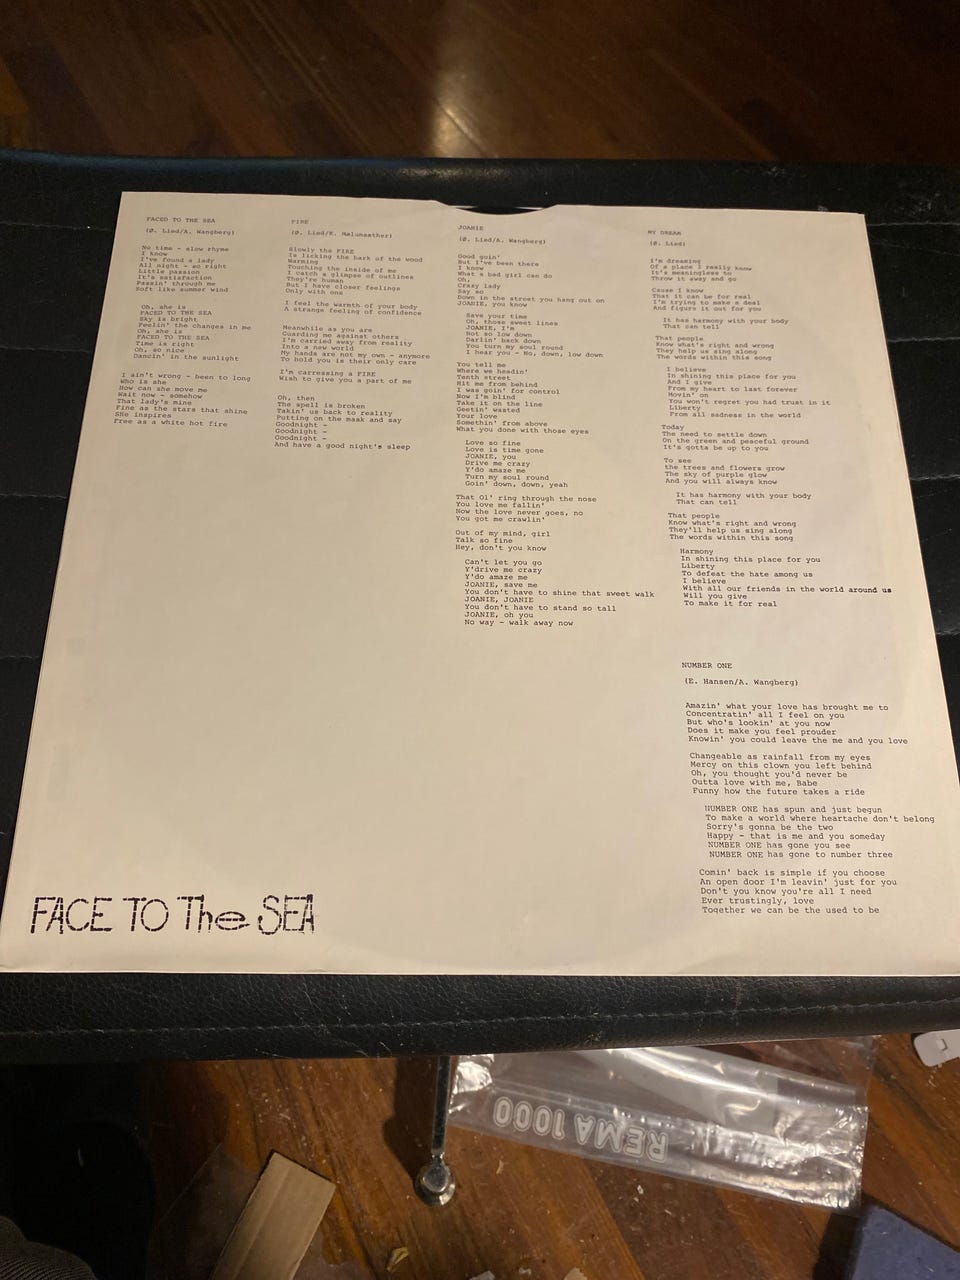 FACED TO THE SEA
(Ø. Lied/A. Wangberg)
No time - slow rhyme
I know
I've found a lady
All night - so right
Little passion
It's satisfaction
Passin' through me
Soft like summer wind
Oh, she is
FACED TO THE SEA
Sky is bright
Feelin' the changes in me
Oh, she is
FACED TO THE SEA
Time is right
Oh, so nice
Dancin' in the sunlight
I ain't wrong - been to long
Who is she
How can she move me
Wait now - somehow
That lady's mine
Fine as the stars that shine
She inspires
Free as a white hot fire
FIRE
(Ø. Lied/K. Mælumsæther)
Slowly the FIRE
Is licking the bark of the wood
Warming
Touching the inside of me
I catch a glimpse of outlines
They're human
But I have closer feelings
Only with one
I feel the warmth of your body
A strange feeling of confidence
Meanwhile as you are
Guarding me against others
I'm carried away from reality
Into a new world
My hands are not my own - anymore
To hold you is their only care
I'm carressing a FIRE
Wish to give you a part of me
Oh, then
The spell is broken
Takin' us back to reality
Putting on the mask and say
Goodnight -
Goodnight -
Goodnight -
And have a good night's sleep
JOANIE
(Ø. Lied/A. Wangberg)
Good goin'
But I've been there
I know
What a bad girl can do
Oh,
Crazy lady
Say so
Down in the street you hang out on
JOANIE, you know
Save your time
Oh, those sweet lines
JOANIE, I'm
Not so low down
Darlin' back down
You turn my soul round
I hear you - No, down, low down
You tell me
Where we headin'
Tenth street
Hit me from behind
I was goin' for control
Now I'm blind
Take it on the line
Geetin' wasted
Your love
Somethin' from above
What you done with those eyes
Love so fine
Love is time gone
JOANIE, you
Drive me crazy
Y'do amaze me
Turn my soul round
Goin' down, down, yeah
That Ol' ring through the nose
You love me fallin'
Now the love never goes, no
You got me crawlin'
Out of my mind, girl
Talk so fine
Hey, don't you know
Can't let you go
Y'drive me crazy
Y'do amaze me
JOANIE, save me
You don't have to shine that sweet walk
JOANIE, JOANIE
You don't have to stand so tall
JOANIE, oh you
No way - walk away now
MY DREAM
(Ø. Lied)
I'm dreaming
Of a place I really know
It's meaningless to
Throw it away and go
Cause I know
That it can be for real
I'm trying to make a deal
And figure it out for you
It has harmony with your body
That can tell
That people
Know what's right and wrong
They help us sing along
The words within this song
I believe
In shining this place for you
And I give
From my heart to last forever
Movin' on
You won't regret you had trust in it
Liberty
From all sadness in the world
Today
The need to settle down
On the green and peaceful ground
It's gotta be up to you
To see
the trees and flowers grow
The sky of purple glow
And you will always know
It has harmony with your body
That can tell
That people
Know what's right and wrong
They'll help us sing along
The words within this song
Harmony
In shining this place for you
Liberty
To defeat the hate among us
I believe
With all our friends in the world around us
Will you give
To make it for real
NUMBER ONE
(E. Hansen/A. Wangberg)
Amazin' what your love has brought me to
Concentratin' all I feel on you
But who's lookin' at you now
Does it make you feel prouder
Knowin' you could leave the me and you love
Changeable as rainfall from my eyes
Mercy on this clown you left behind
Oh, you thought you'd never be
Outta love with me, Babe
Funny how the future takes a ride
NUMBER ONE has spun and just begun
To make a world where heartache don't belong
Sorry's gonna be the two
Happy - that is me and you someday
NUMBER ONE has gone you see
NUMBER ONE has gone to number three
Comin' back is simple if you choose
An open door I'm leavin' just for you
Don't you know you're all I need
Ever trustingly, love
Together we can be the used to be
FACE TO The SEA
REMA 1000